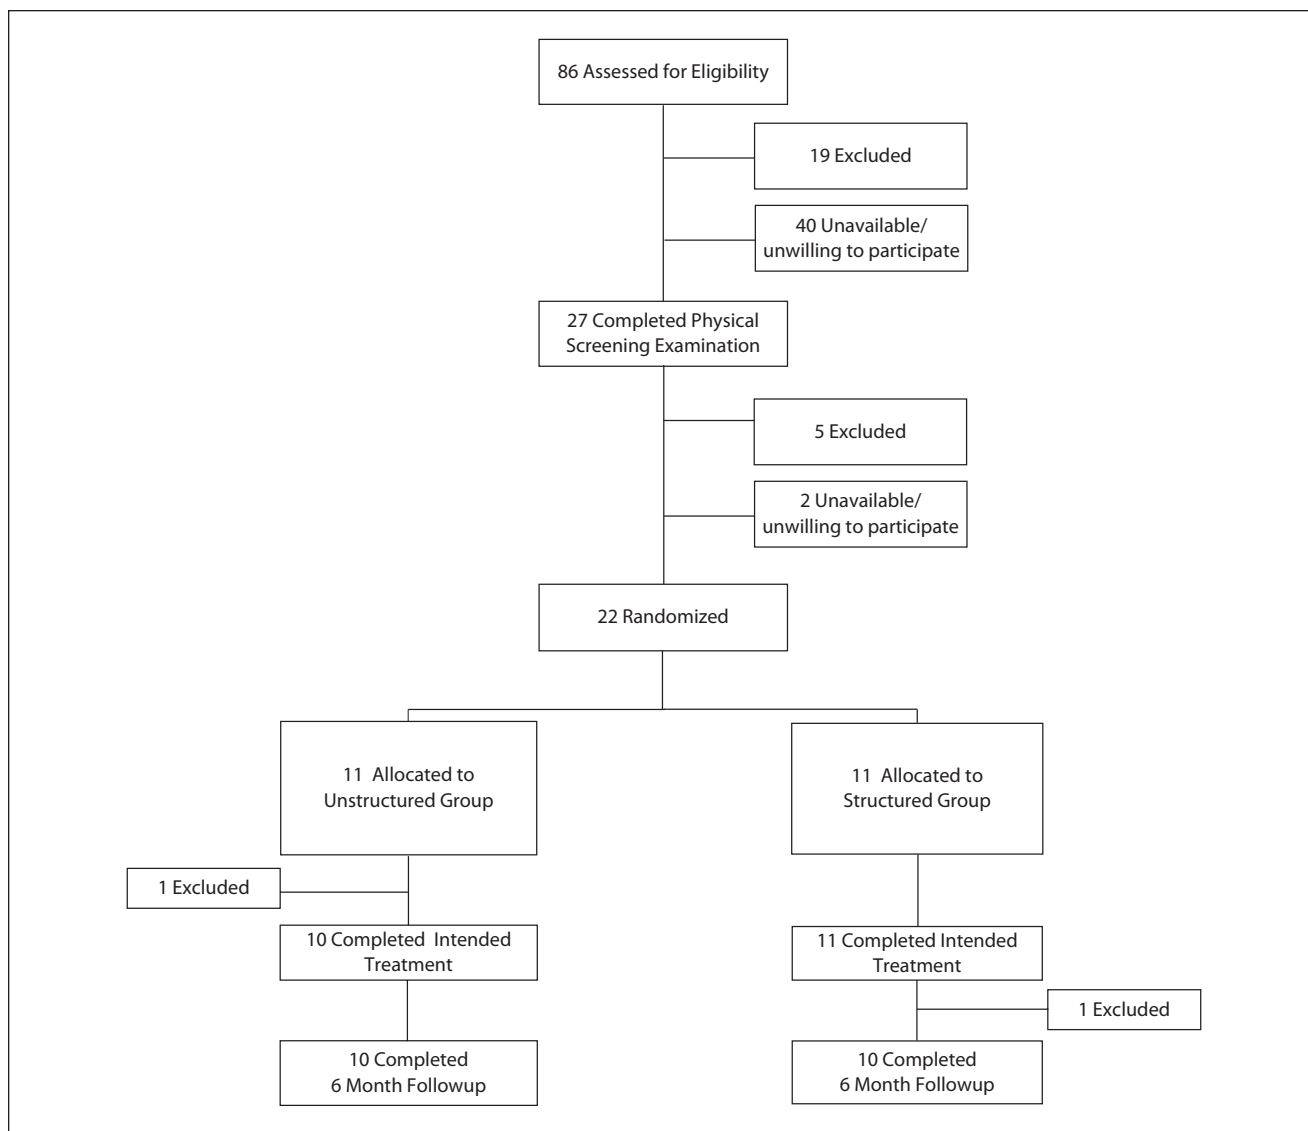 86 Assessed for Eligibility
19 Excluded
40 Unavailable/
unwilling to participate
27 Completed Physical
Screening Examination
5 Excluded
2 Unavailable/
unwilling to participate
22 Randomized
11 Allocated to
Unstructured Group
11 Allocated to
Structured Group
1 Excluded
10 Completed Intended
Treatment
11 Completed Intended
Treatment
1 Excluded
10 Completed
6 Month Followup
10 Completed
6 Month Followup